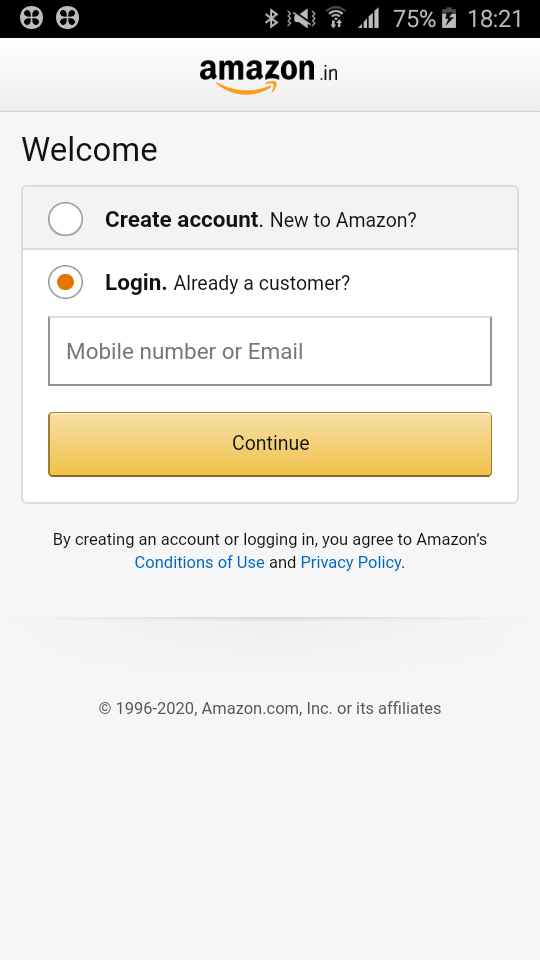 75% 18:21
amazon.in
Welcome
Create account. New to Amazon?
Login. Already a customer?
Mobile number or Email
Continue
By creating an account or logging in, you agree to Amazon’s
Conditions of Use and Privacy Policy.
© 1996-2020, Amazon.com, Inc. or its affiliates